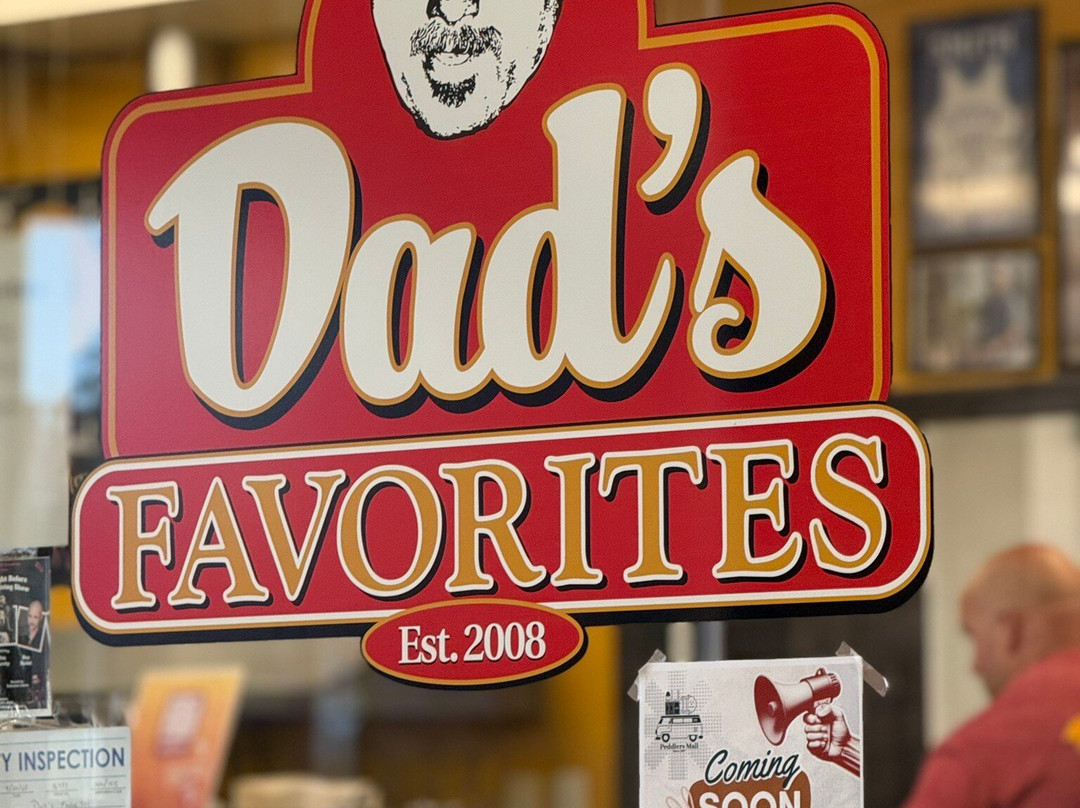 Dad's
FAVORITES
Est. 2008
Y INSPECTION
Peddlers Mall
Coming
SOON